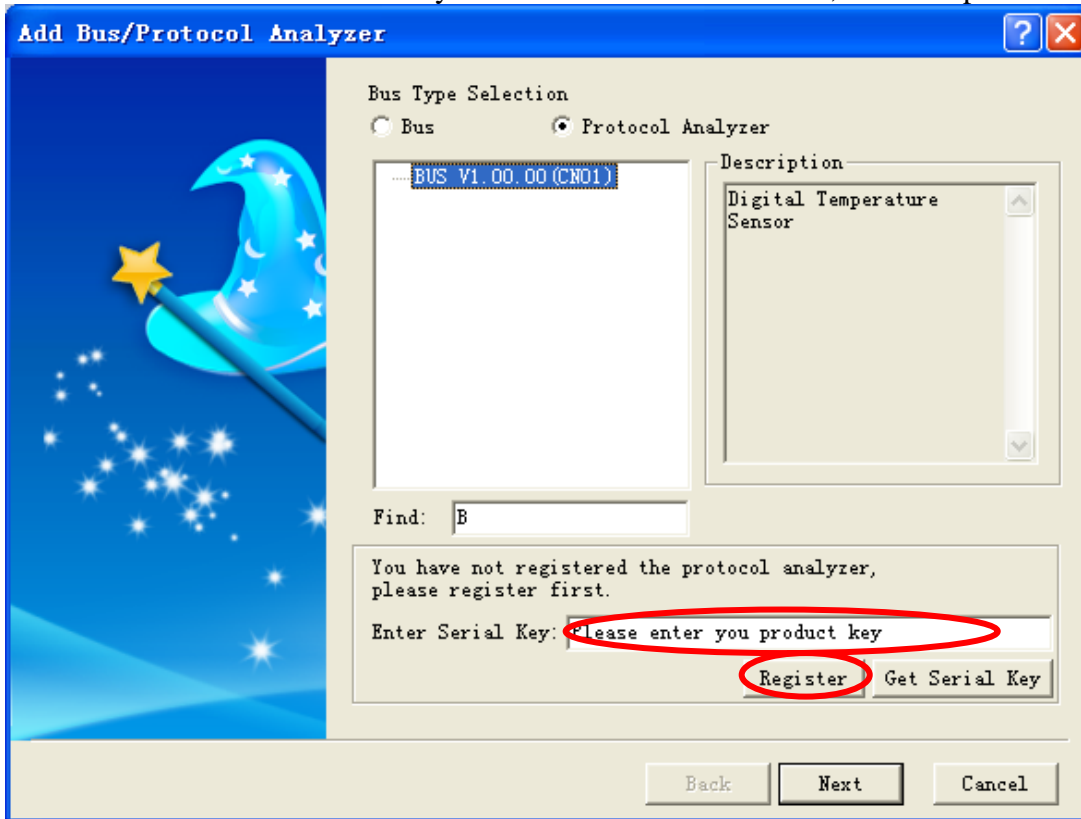 Add Bus/Protocol Analyzer
Bus Type Selection
Bus Protocol Analyzer
BUS V1.00.00(CN01)
Description
Digital Temperature
Sensor
Find: B
You have not registered the protocol analyzer,
please register first.
Enter Serial Key: Please enter you product key
Register Get Serial Key
Back Next Cancel